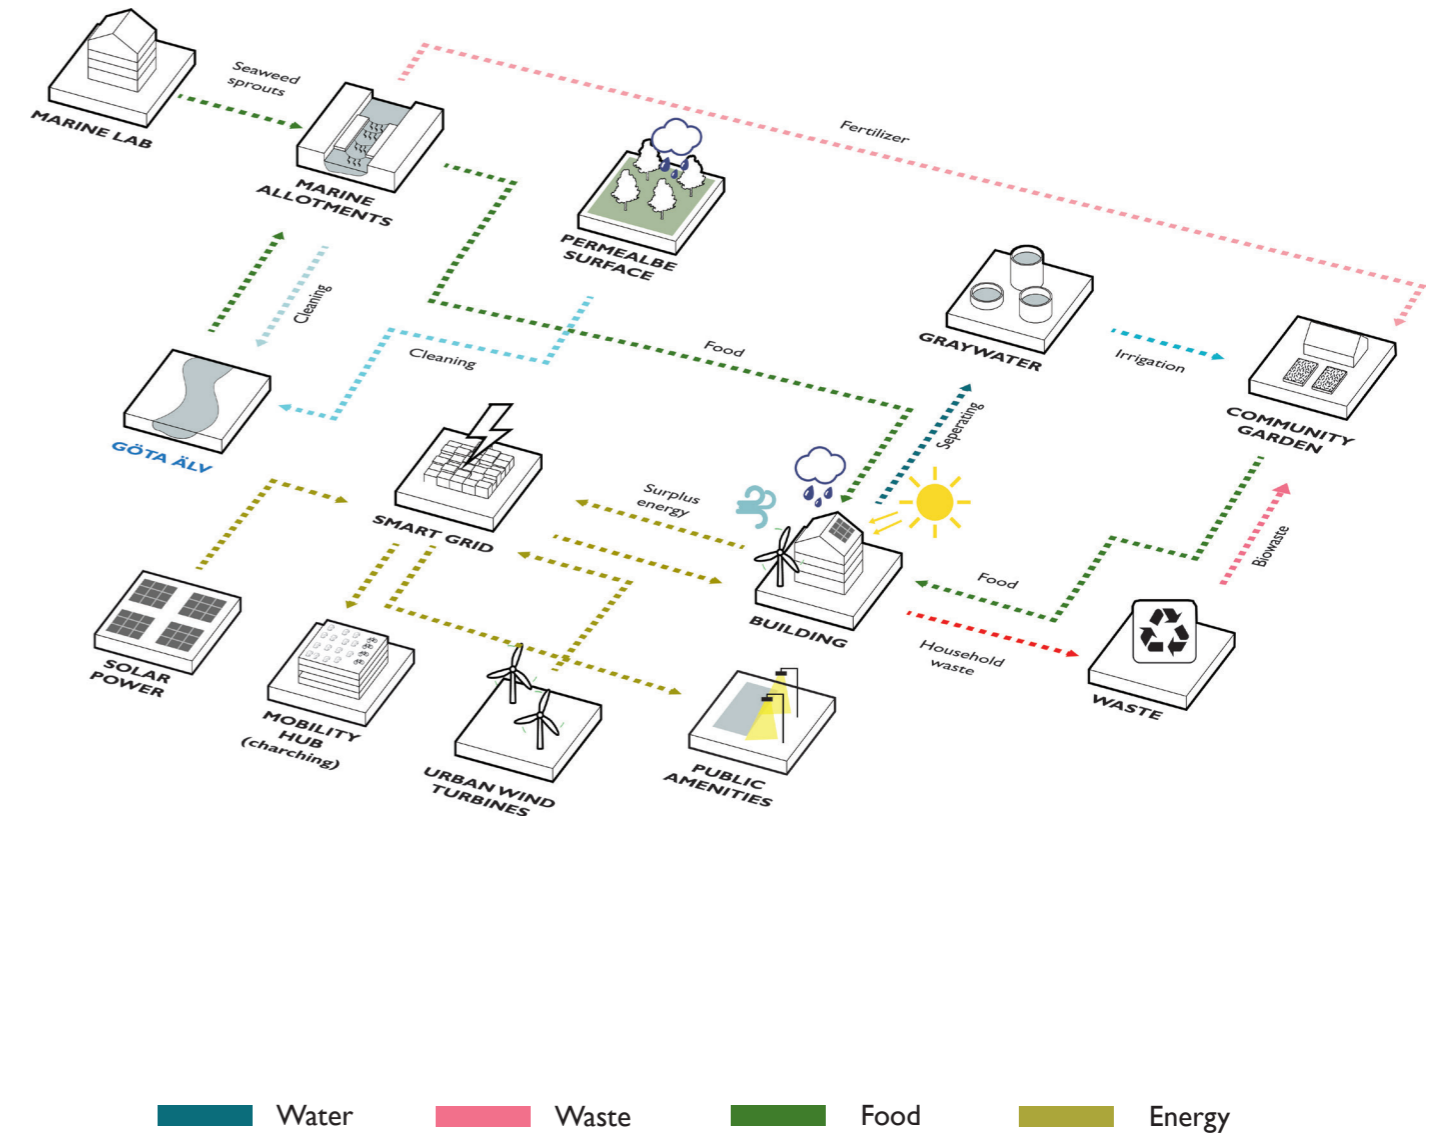 MARINE LAB
Seaweed
sprouts
MARINE
ALLOTMENTS
Fertilizer
PERMEALBE
SURFACE
GRAYWATER
Irrigation
COMMUNITY
GARDEN
Cleaning
Cleaning
Food
Seperating
GÖTA ÄLV
SMART GRID
Surplus
energy
BUILDING
Food
Biowaste
Household
waste
WASTE
SOLAR
POWER
MOBILITY
HUB
(charching)
URBAN WIND
TURBINES
PUBLIC
AMENITIES
Water
Waste
Food
Energy